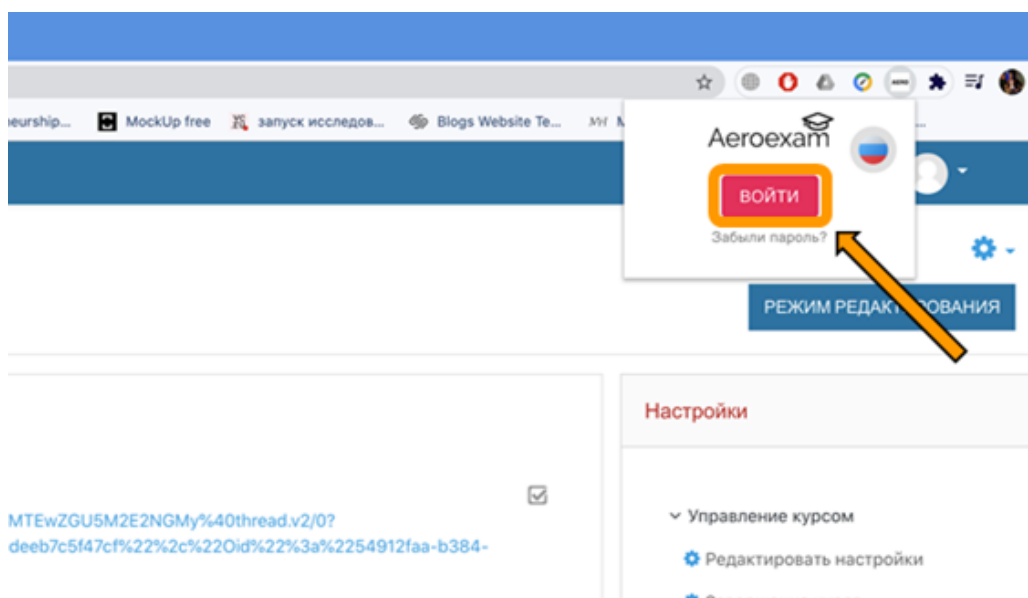 neurship...
MockUp free
запуск исследов...
Blogs Website Te...
Aeroexam
ВОЙТИ
Забыли пароль?
РЕЖИМ РЕДАКТИРОВАНИЯ
Настройки
MTEwZGU5M2E2NGMy%40thread.v2/0?
deeb7c5f47cf%22%2c%22Oid%22%3a%2254912faa-b384-
Управление курсом
Редактировать настройки